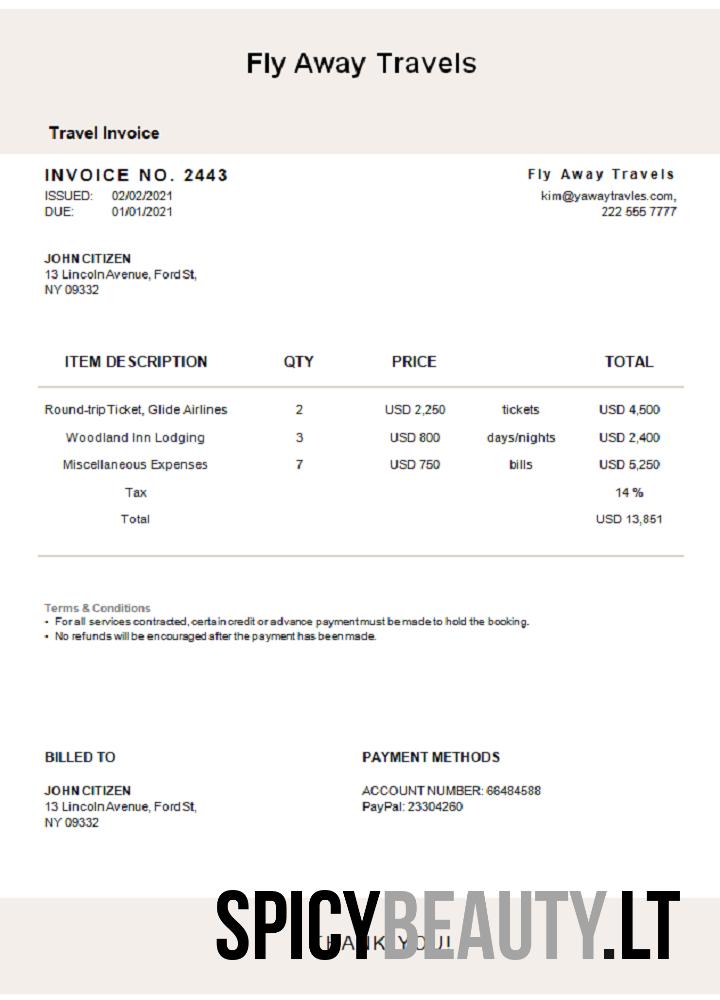 Fly Away Travels
Travel Invoice
INVOICE NO. 2443
ISSUED: 02/02/2021
DUE: 01/01/2021
Fly Away Travels
kim@yawaytravles.com,
222 555 7777
JOHN CITIZEN
13 Lincoln Avenue, Ford St,
NY 09332
ITEM DESCRIPTION QTY PRICE TOTAL
Round-trip Ticket, Glide Airlines 2 USD 2,250 tickets USD 4,500
Woodland Inn Lodging 3 USD 800 days/nights USD 2,400
Miscellaneous Expenses 7 USD 750 bills USD 5,250
Tax 14 %
Total USD 13,851
Terms & Conditions
• For all services contracted, certain credit or advance payment must be made to hold the booking.
• No refunds will be encouraged after the payment has been made.
BILLED TO
JOHN CITIZEN
13 Lincoln Avenue, Ford St,
NY 09332
PAYMENT METHODS
ACCOUNT NUMBER: 66484588
PayPal: 23304260
SPICYBEAUTY.LT
THANK YOU!